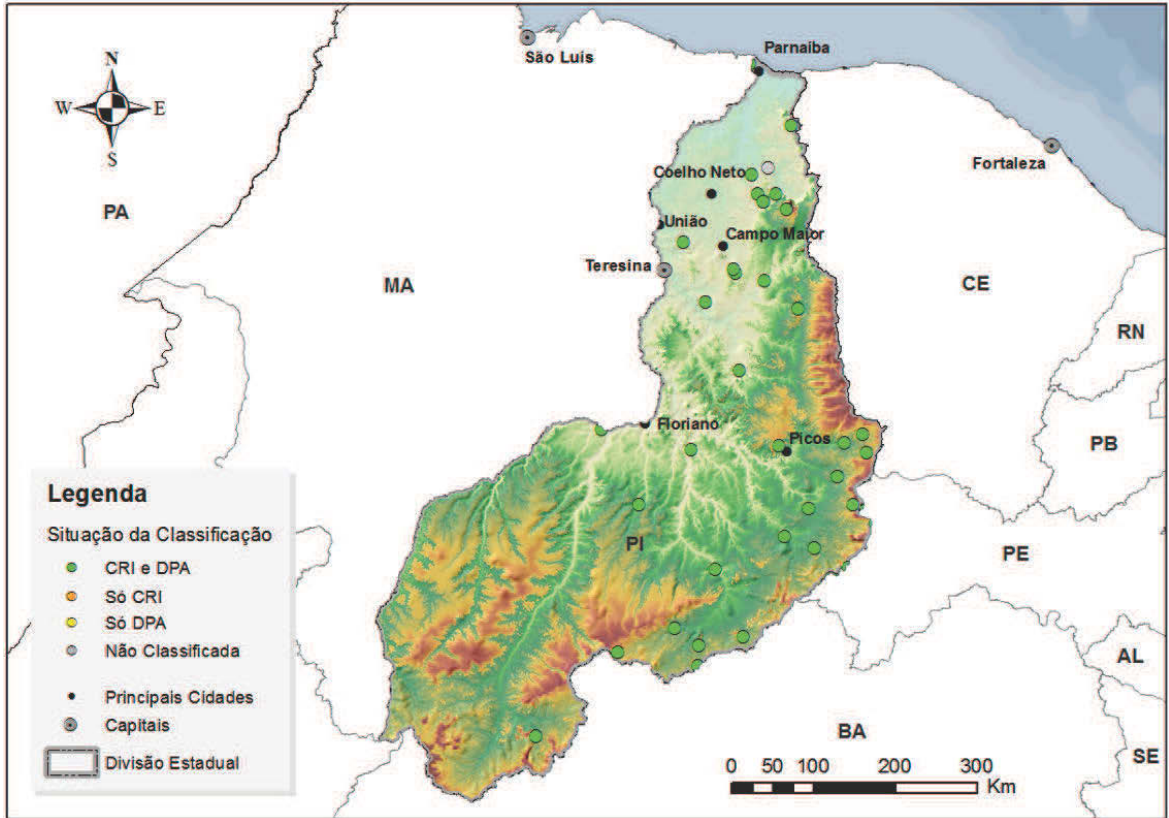 São Luis
Parnaiba
N
W E
S
Fortaleza
Coelho Neto
PA
União
Campo Maior
Teresina
MA
CE
RN
Floriano
Picos
PB
Legenda
Situação da Classificação
CRI e DPA
Só CRI
Só DPA
Não Classificada
Principais Cidades
Capitais
Divisão Estadual
PI
PE
AL
BA
SE
0 50 100 200 300
Km